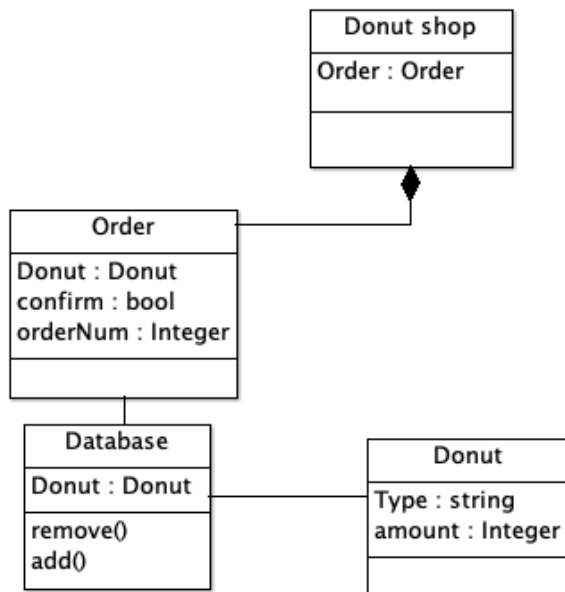 Donut shop
Order : Order
Order
Donut : Donut
confirm : bool
orderNum : Integer
Database
Donut : Donut
remove()
add()
Donut
Type : string
amount : Integer